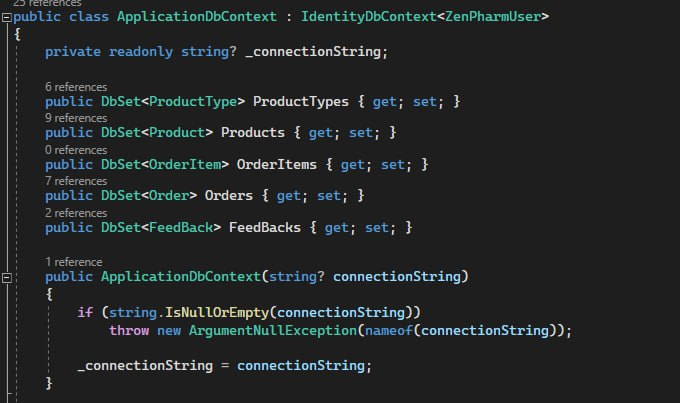 25 references
public class ApplicationDbContext : IdentityDbContext<ZenPharmUser>
{
private readonly string? _connectionString;
6 references
public DbSet<ProductType> ProductTypes { get; set; }
9 references
public DbSet<Product> Products { get; set; }
0 references
public DbSet<OrderItem> OrderItems { get; set; }
7 references
public DbSet<Order> Orders { get; set; }
2 references
public DbSet<FeedBack> FeedBacks { get; set; }
1 reference
public ApplicationDbContext(string? connectionString)
{
if (string.IsNullOrEmpty(connectionString))
throw new ArgumentNullException(nameof(connectionString));
_connectionString = connectionString;
}